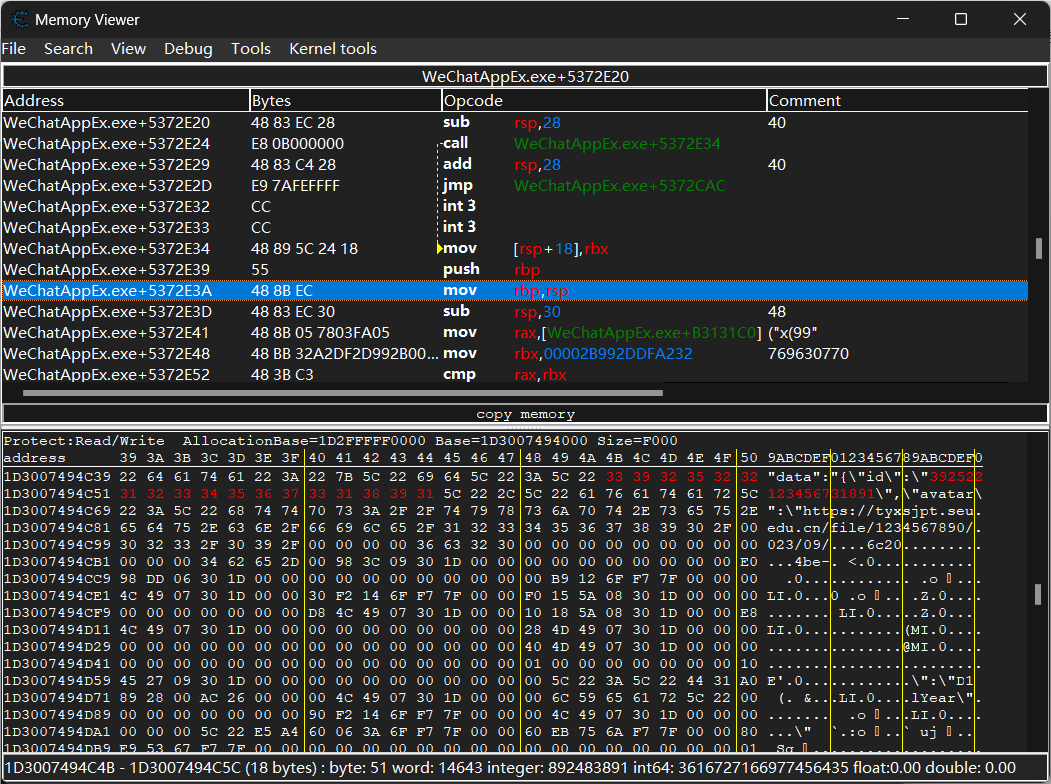 Memory Viewer
File Search View Debug Tools Kernel tools
WeChatAppEx.exe+5372E20
Address Bytes Opcode Comment
WeChatAppEx.exe+5372E20 48 83 EC 28 sub rsp,28 40
WeChatAppEx.exe+5372E24 E8 0B000000 call WeChatAppEx.exe+5372E34
WeChatAppEx.exe+5372E29 48 83 C4 28 add rsp,28 40
WeChatAppEx.exe+5372E2D E9 7AFEFFFF jmp WeChatAppEx.exe+5372CAC
WeChatAppEx.exe+5372E32 CC int 3
WeChatAppEx.exe+5372E33 CC int 3
WeChatAppEx.exe+5372E34 48 89 5C 24 18 mov [rsp+18],rbx
WeChatAppEx.exe+5372E39 55 push rbp
WeChatAppEx.exe+5372E3A 48 8B EC mov rbp,rsp
WeChatAppEx.exe+5372E3D 48 83 EC 30 sub rsp,30 48
WeChatAppEx.exe+5372E41 48 8B 05 7803FA05 mov rax,[WeChatAppEx.exe+B3131C0] ("x(99"
WeChatAppEx.exe+5372E48 48 BB 32A2DF2D992B00... mov rbx,00002B992DDFA232 769630770
WeChatAppEx.exe+5372E52 48 3B C3 cmp rax,rbx
copy memory
Protect:Read/Write AllocationBase=1D2FFFFF0000 Base=1D3007494000 Size=F000
address 39 3A 3B 3C 3D 3E 3F 40 41 42 43 44 45 46 47 48 49 4A 4B 4C 4D 4E 4F 50 9ABCDEF0123456789ABCDEF0
1D3007494C39 22 64 61 74 61 22 3A 22 7B 5C 22 69 64 5C 22 3A 5C 22 33 39 32 35 32 32 "data":"{\"id\":\"392522
1D3007494C51 31 32 33 34 35 36 37 33 31 38 39 31 5C 22 2C 5C 22 61 76 61 74 61 72 5C 123456731891\",\"avatar\
1D3007494C69 22 3A 5C 22 68 74 74 70 73 3A 2F 2F 74 79 78 73 6A 70 74 2E 73 65 75 2E ":\"https://tyxsjpt.seu.
1D3007494C81 65 64 75 2E 63 6E 2F 66 69 6C 65 2F 31 32 33 34 35 36 37 38 39 30 2F 00 edu.cn/file/1234567890/.
1D3007494C99 30 32 33 2F 30 39 2F 00 00 00 00 36 63 32 30 00 00 00 00 00 00 00 00 00 023/09/....6c20.........
1D3007494CB1 00 00 00 34 62 65 2D 00 98 3C 09 30 1D 00 00 00 00 00 00 00 00 00 00 E0 ...4be-. <.0...........
1D3007494CC9 98 DD 06 30 1D 00 00 00 00 00 00 00 00 00 00 00 B9 12 6F F7 7F 00 00 00
1D3007494CE1 4C 49 07 30 1D 00 00 30 F2 14 6F F7 7F 00 00 F0 15 5A 08 30 1D 00 00 00
1D3007494CF9 00 00 00 00 00 00 00 D8 4C 49 07 30 1D 00 00 10 18 5A 08 30 1D 00 00 E8
1D3007494D11 4C 49 07 30 1D 00 00 00 00 00 00 00 00 00 00 28 4D 49 07 30 1D 00 00 00 LI.0...........(MI.0....
1D3007494D29 00 00 00 00 00 00 00 00 00 00 00 00 00 00 00 40 4D 49 07 30 1D 00 00 00 ...............@MI.0....
1D3007494D41 00 00 00 00 00 00 00 00 00 00 00 00 00 00 00 01 00 00 00 00 00 00 00 10 ........................
1D3007494D59 45 27 09 30 1D 00 00 00 00 00 00 00 00 00 00 00 5C 22 3A 5C 22 44 31 A0 E'.0............\":\"D1
1D3007494D71 89 28 00 AC 26 00 00 00 4C 49 07 30 1D 00 00 00 6C 59 65 61 72 5C 22 00
1D3007494D89 00 00 00 00 00 00 00 90 F2 14 6F F7 7F 00 00 00 4C 49 07 30 1D 00 00 00
1D3007494DA1 00 00 00 5C 22 E5 A4 60 06 3A 6F F7 7F 00 00 60 EB 75 6A F7 7F 00 00 80
1D3007494DB9 E9 53 67 F7 7F 00 00 00 00 00 00 00 00 00 00 00 00 00 00 00 00 00 00 01
1D3007494C4B - 1D3007494C5C (18 bytes) : byte: 51 word: 14643 integer: 892483891 int64: 3616727166977456435 float:0.00 double: 0.00